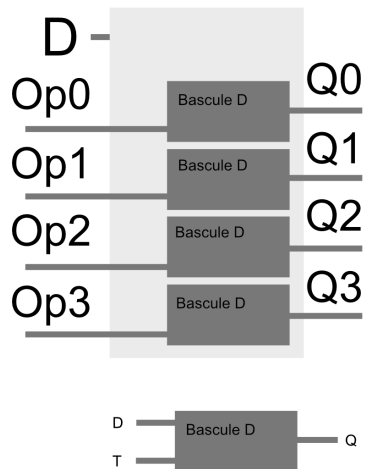 D
Op0
Bascule D
Q0
Op1
Bascule D
Q1
Op2
Bascule D
Q2
Op3
Bascule D
Q3
D
Bascule D
Q
T